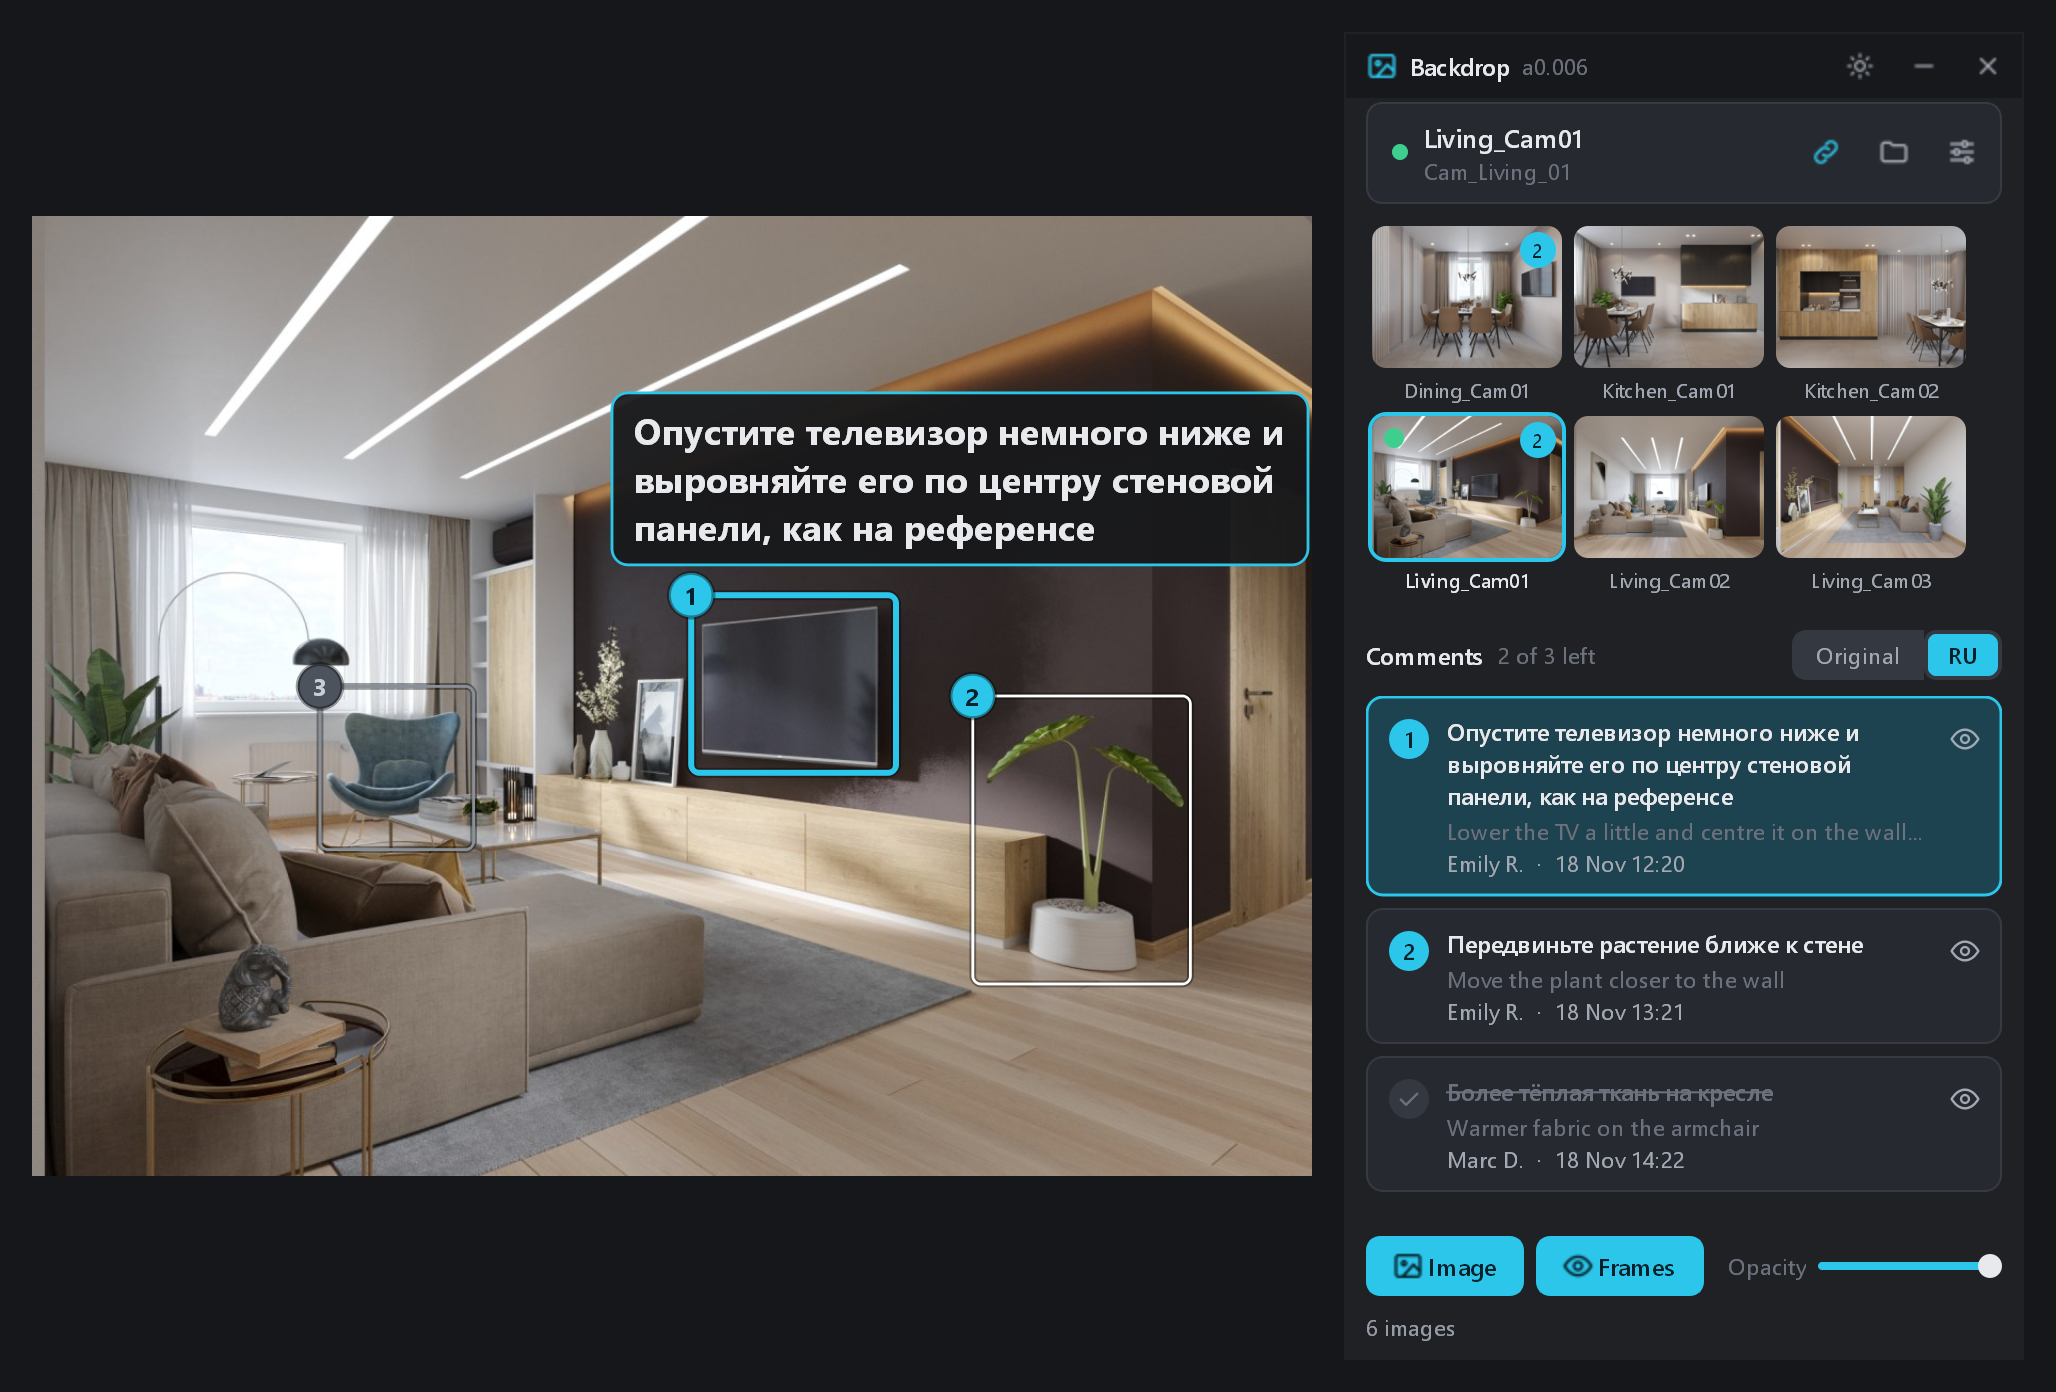 Backdrop a0.006
Living_Cam01
Cam_Living_01
2
Dining_Cam01
Kitchen_Cam01
Kitchen_Cam02
2
Living_Cam01
Living_Cam02
Living_Cam03
Comments 2 of 3 left
Original
RU
1
Опустите телевизор немного ниже и
выровняйте его по центру стеновой
панели, как на референсе
Lower the TV a little and centre it on the wall...
Emily R. · 18 Nov 12:20
2
Передвиньте растение ближе к стене
Move the plant closer to the wall
Emily R. · 18 Nov 13:21
Более тёплая ткань на кресле
Warmer fabric on the armchair
Marc D. · 18 Nov 14:22
Image
Frames
Opacity
6 images
Опустите телевизор немного ниже и
выровняйте его по центру стеновой
панели, как на референсе
1
2
3